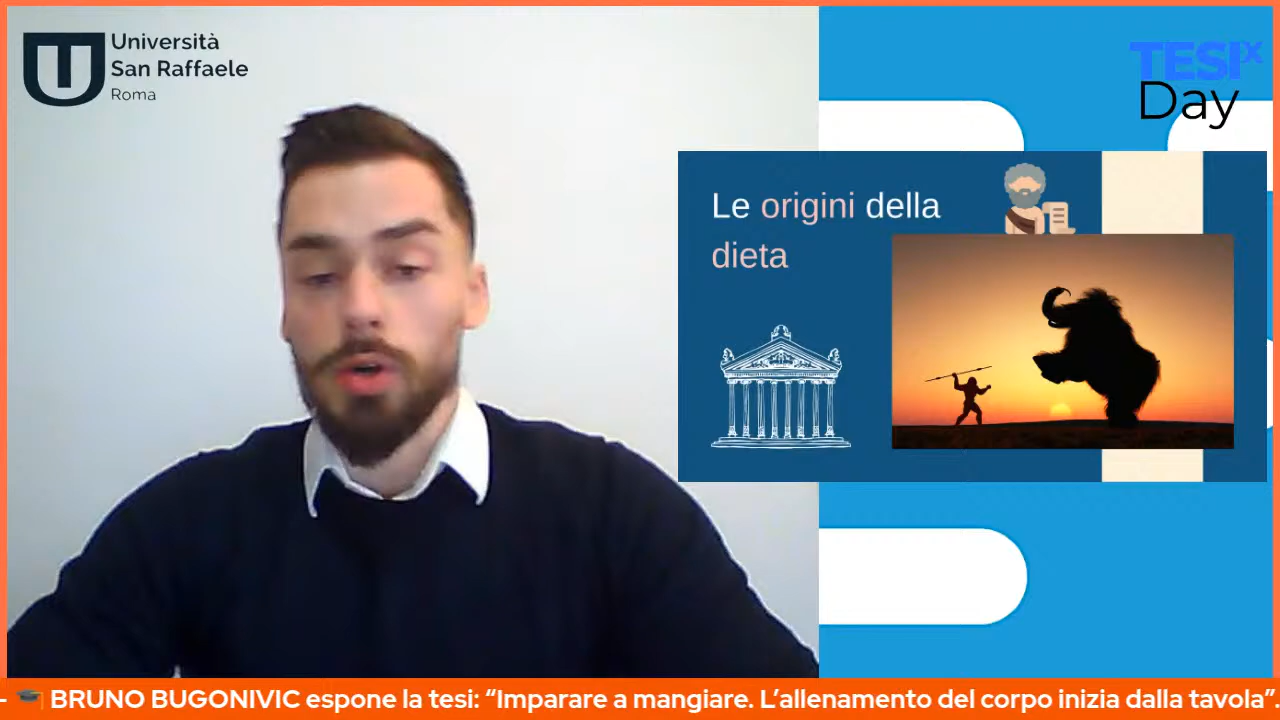 Università
San Raffaele
Roma
TESIx
Day
Le origini della
dieta
- 🎓 BRUNO BUGONIVIC espone la tesi: “Imparare a mangiare. L’allenamento del corpo inizia dalla tavola”.